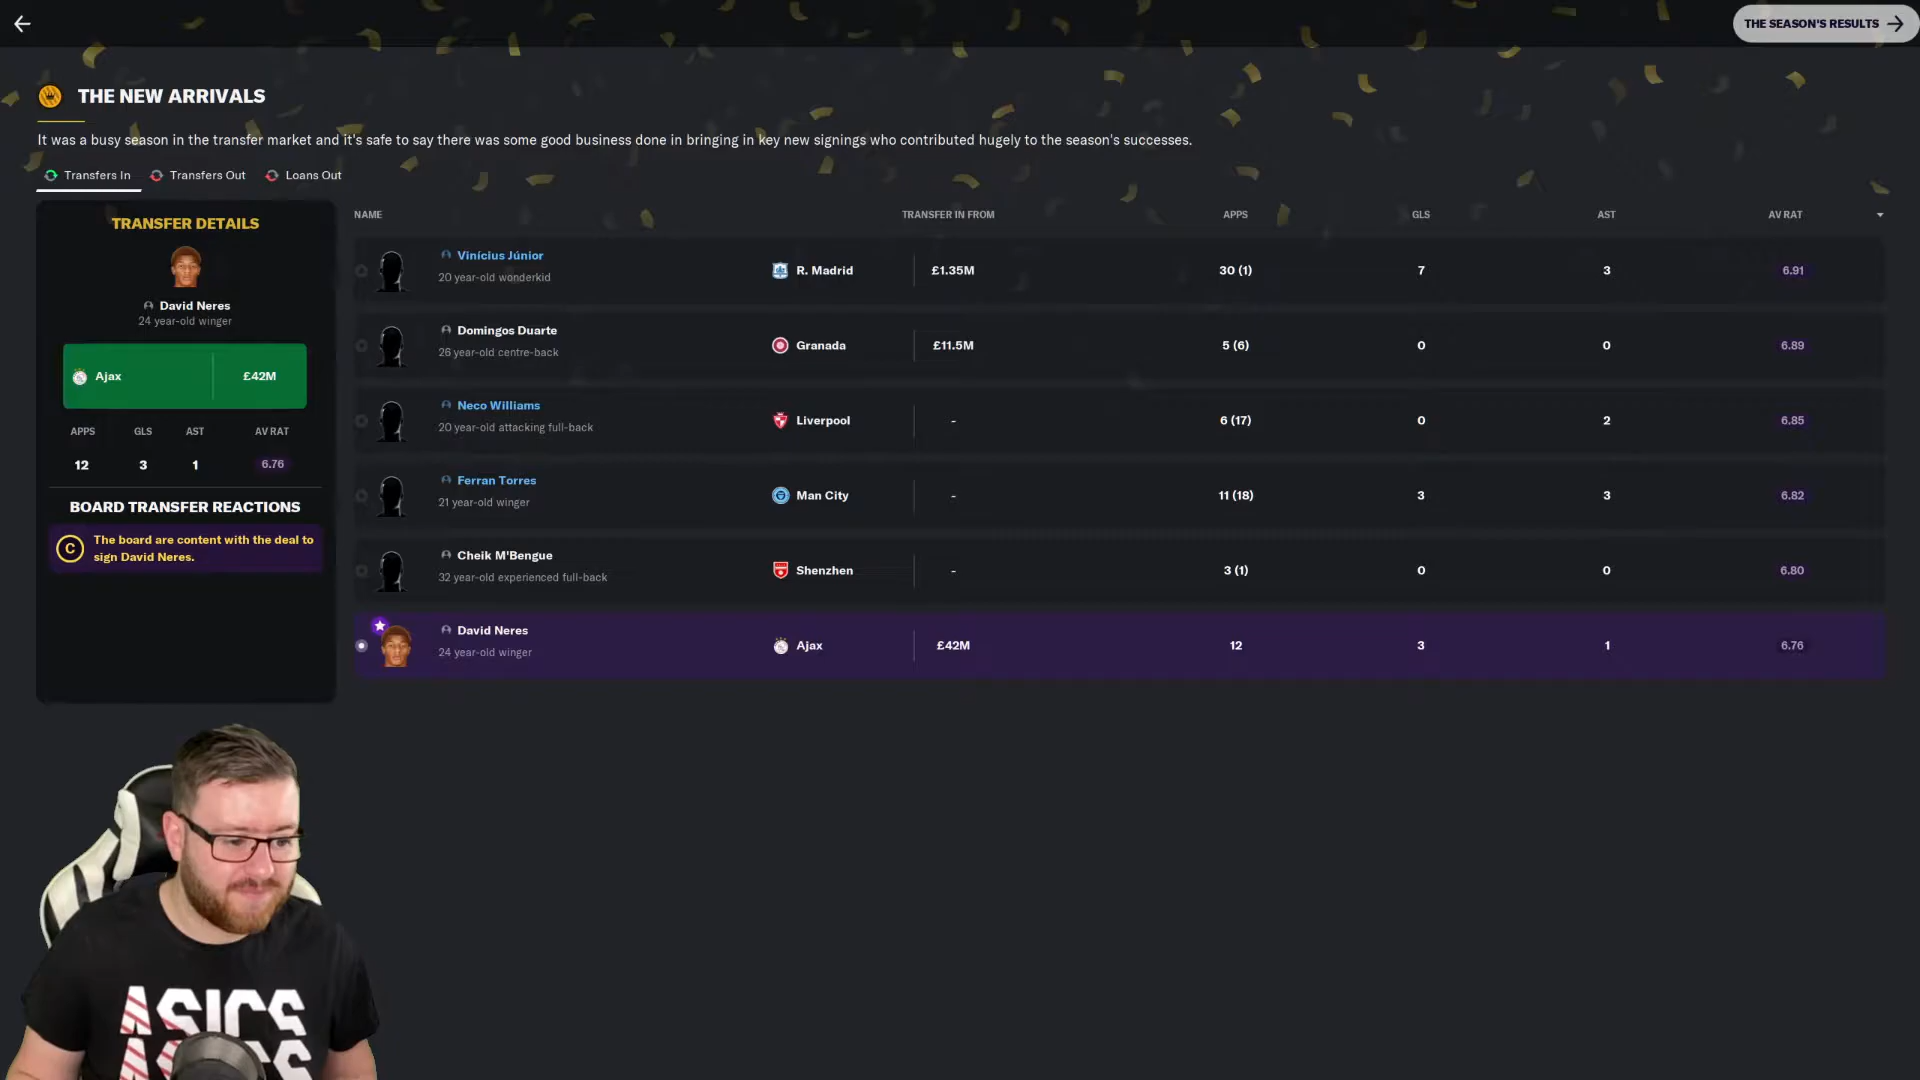 THE SEASON'S RESULTS
THE NEW ARRIVALS
It was a busy season in the transfer market and it's safe to say there was some good business done in bringing in key new signings who contributed hugely to the season's successes.
Transfers In Transfers Out Loans Out
TRANSFER DETAILS
David Neres
24 year-old winger
Ajax £42M
APPS GLS AST AV RAT
12 3 1 6.76
BOARD TRANSFER REACTIONS
C The board are content with the deal to
sign David Neres.
NAME TRANSFER IN FROM APPS GLS AST AV RAT
Vinícius Júnior
20 year-old wonderkid
R. Madrid £1.35M 30 (1) 7 3 6.91
Domingos Duarte
26 year-old centre-back
Granada £11.5M 5 (6) 0 0 6.89
Neco Williams
20 year-old attacking full-back
Liverpool - 6 (17) 0 2 6.85
Ferran Torres
21 year-old winger
Man City - 11 (18) 3 3 6.82
Cheik M'Bengue
32 year-old experienced full-back
Shenzhen - 3 (1) 0 0 6.80
David Neres
24 year-old winger
Ajax £42M 12 3 1 6.76
ASICS
ASICS